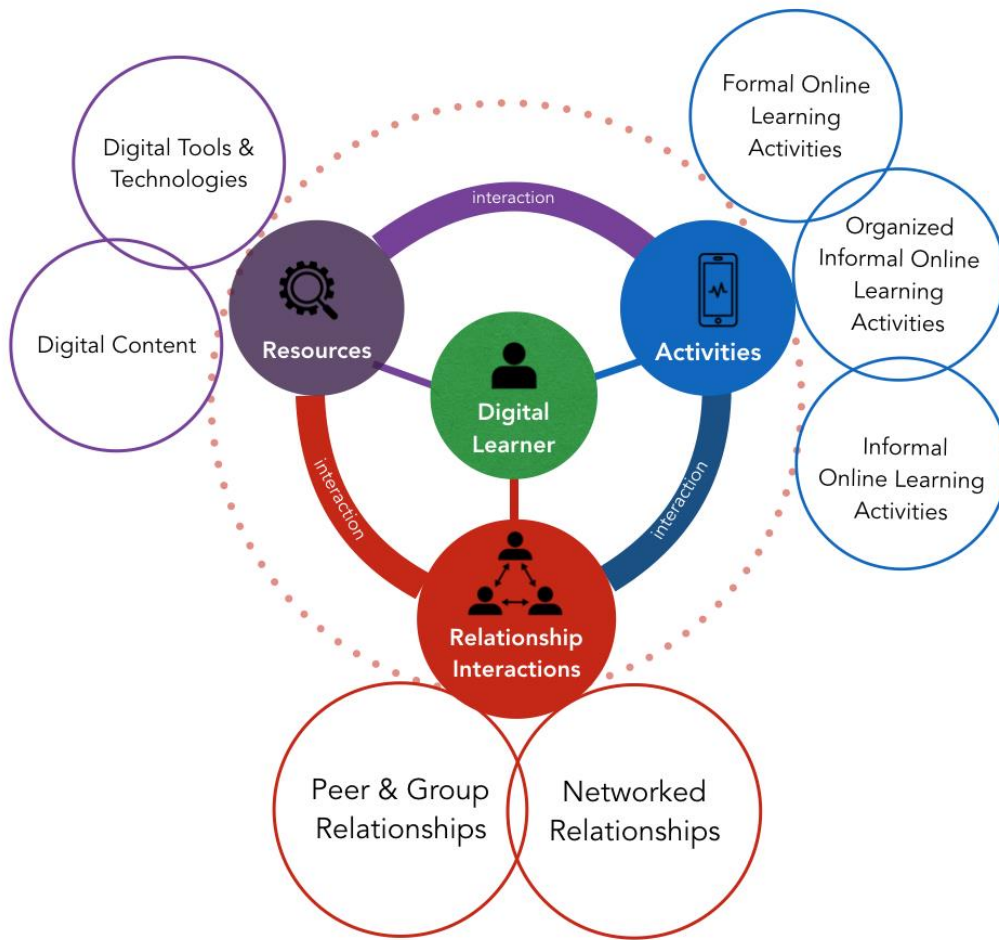 Formal Online
Learning
Activities
Digital Tools &
Technologies
interaction
Organized
Informal Online
Learning
Activities
Digital Content
Resources
Activities
Digital
Learner
Informal
Online Learning
Activities
interaction
interaction
Relationship
Interactions
Peer & Group
Relationships
Networked
Relationships